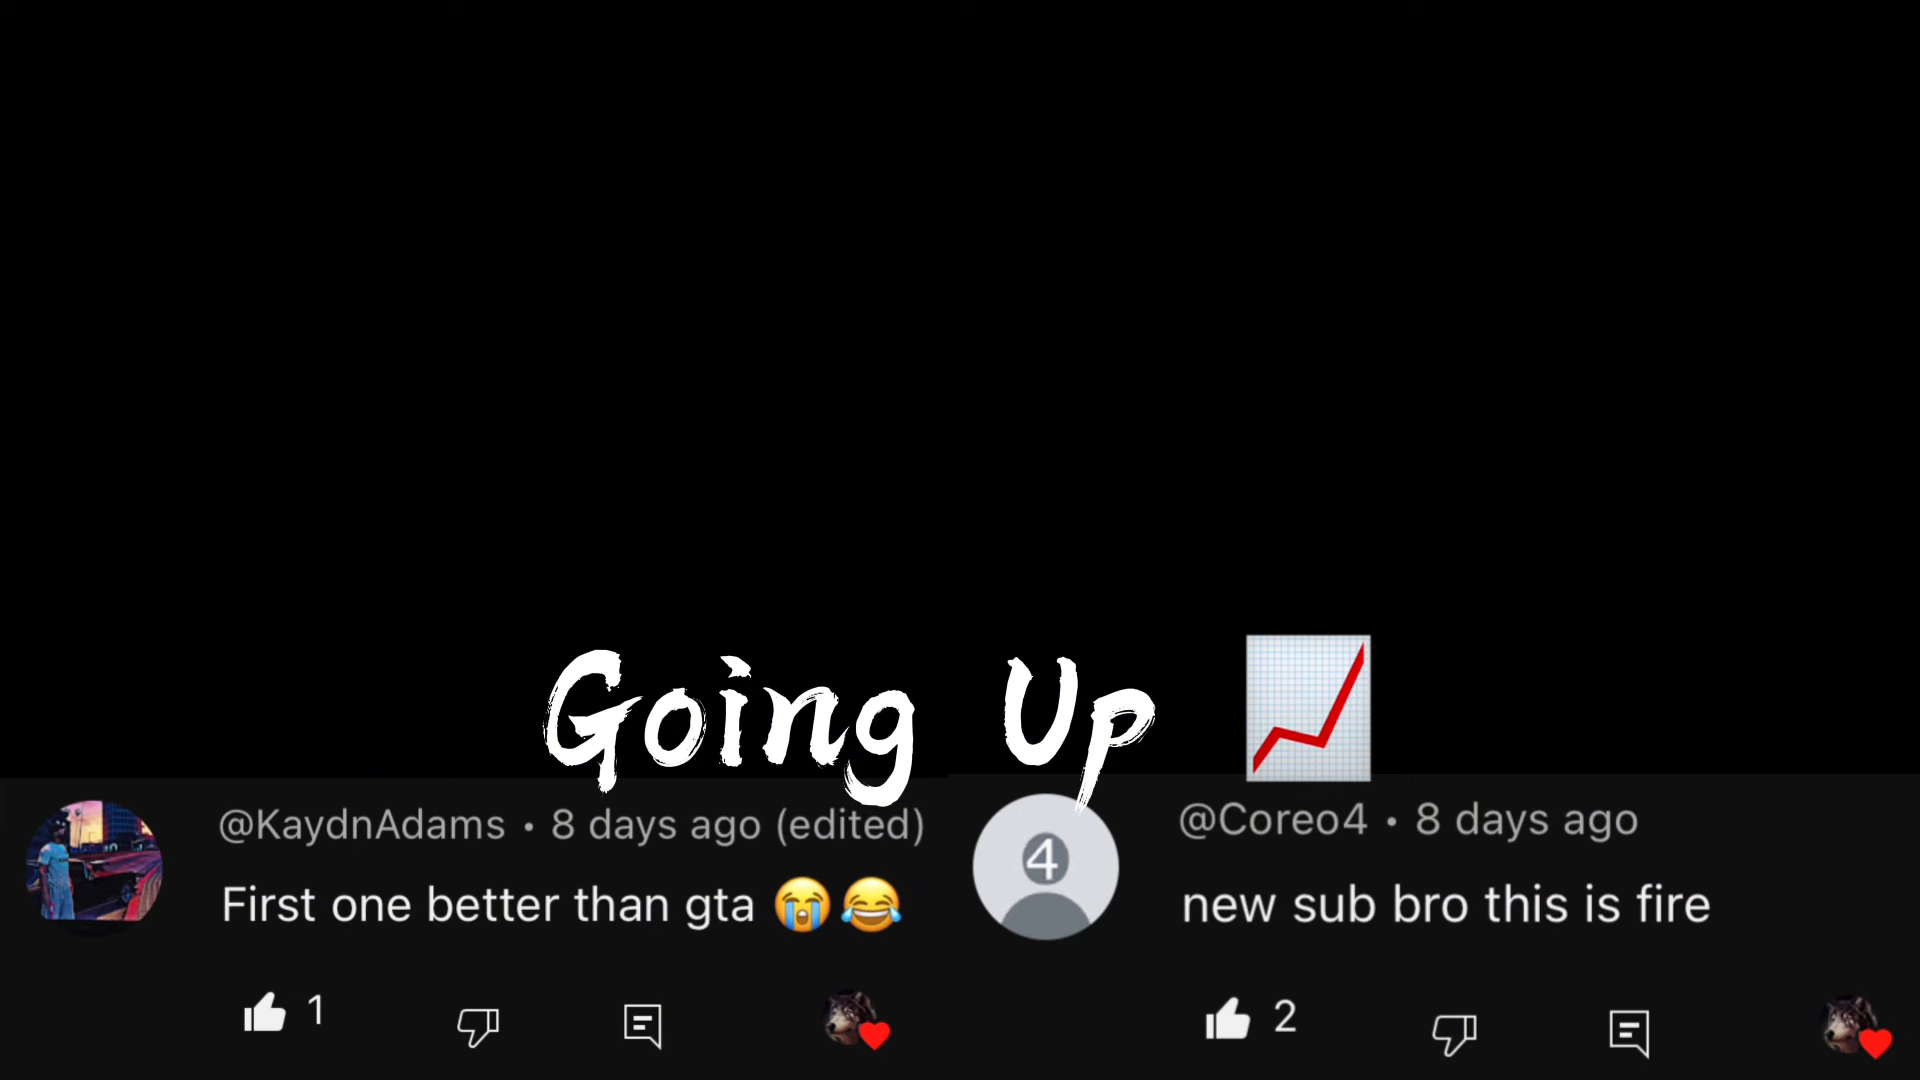 Going Up 📈
@KaydnAdams • 8 days ago (edited)
First one better than gta 😭😂
1
4
@Coreo4 • 8 days ago
new sub bro this is fire
2